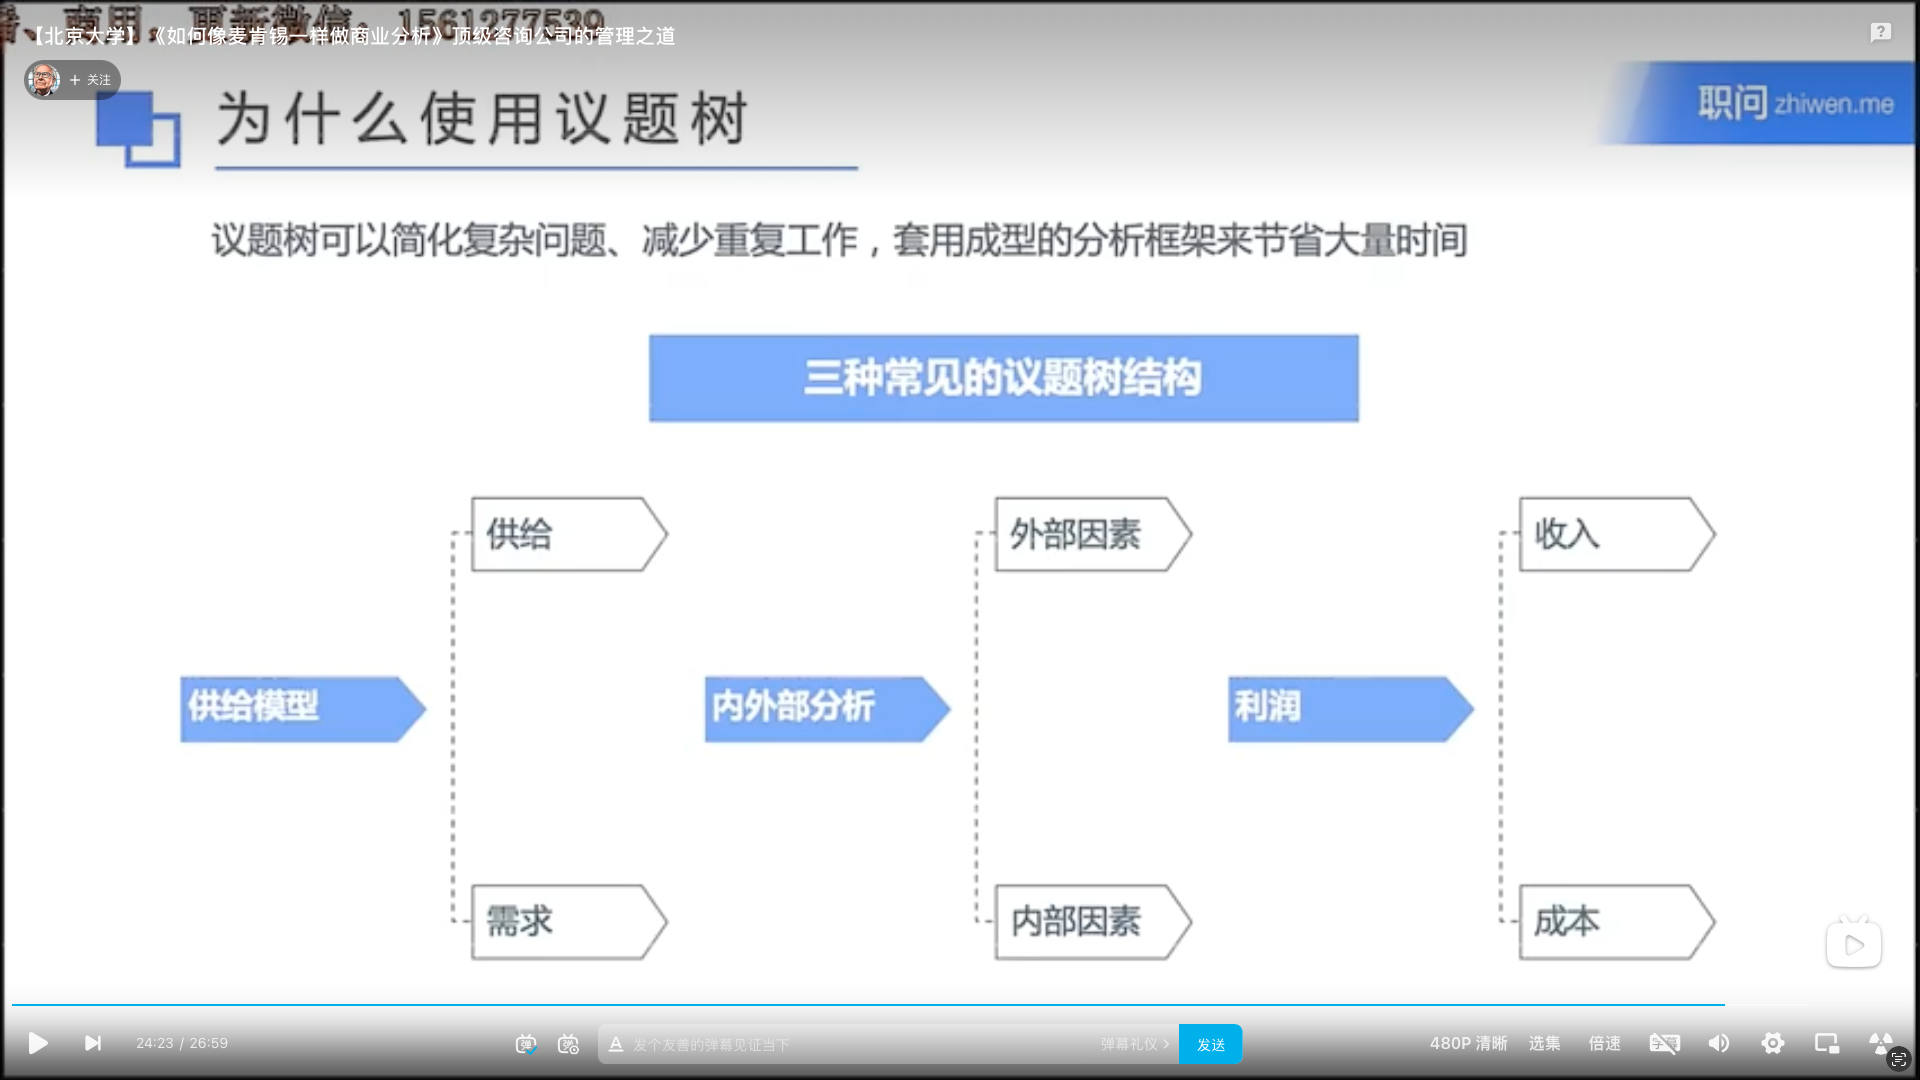 商用，更新微信：1561277539
【北京大学】《如何像麦肯锡一样做商业分析》顶级咨询公司的管理之道
+ 关注
为什么使用议题树
职问 zhiwen.me
议题树可以简化复杂问题、减少重复工作，套用成型的分析框架来节省大量时间
三种常见的议题树结构
供给
外部因素
收入
供给模型
内外部分析
利润
需求
内部因素
成本
24:23 / 26:59
弹
弹
A 发个友善的弹幕见证当下
弹幕礼仪
发送
480P 清晰
选集
倍速
字幕